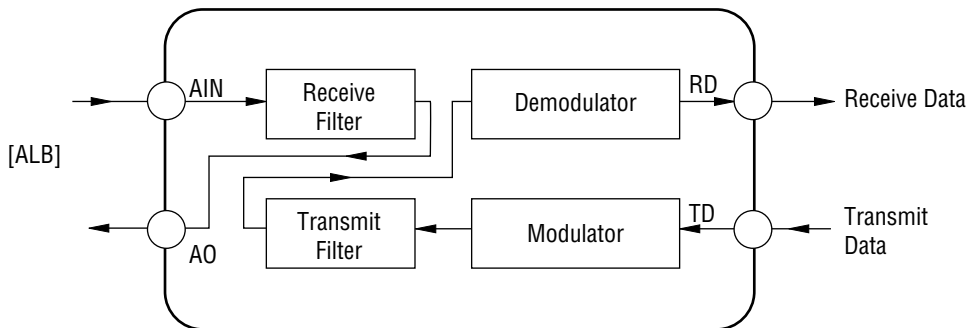 AIN
Receive
Filter
Demodulator
RD
Receive Data
[ALB]
AO
Transmit
Filter
Modulator
TD
Transmit
Data